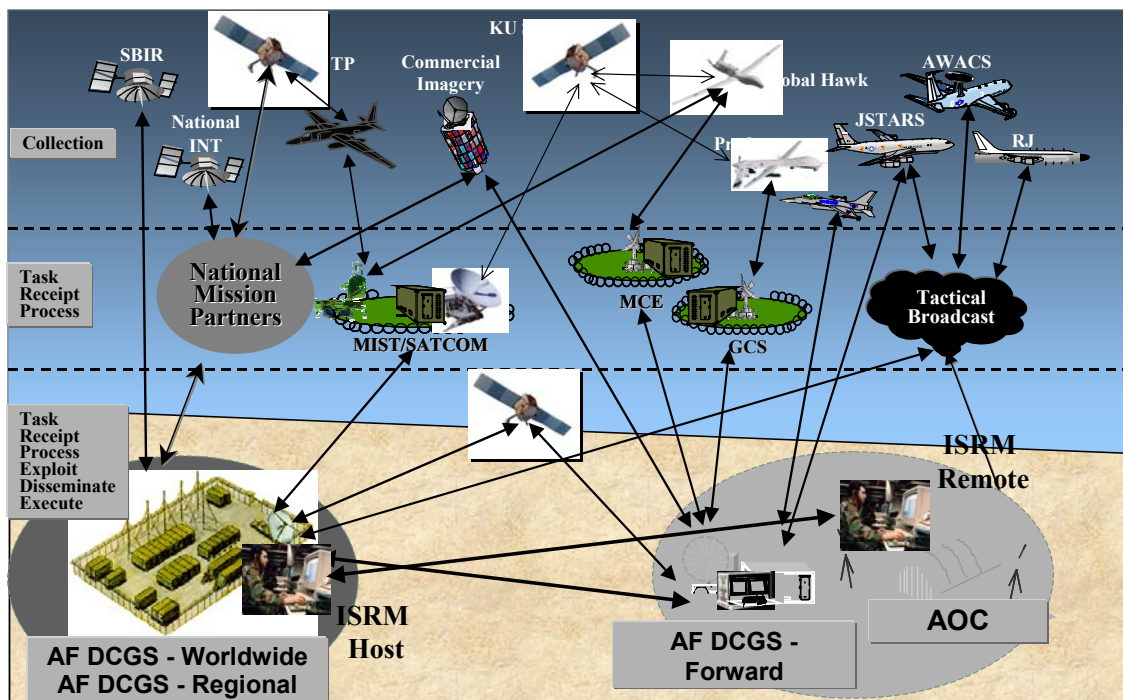 KU
SBIR
TP
Commercial
Imagery
obal Hawk
AWACS
Collection
National
INT
JSTARS
RJ
Task
Receipt
Process
National
Mission
Partners
MCE
Tactical
Broadcast
MIST/SATCOM
GCS
Task
Receipt
Process
Exploit
Disseminate
Execute
ISRM
Remote
ISRM
Host
AOC
AF DCGS - Worldwide
AF DCGS - Regional
AF DCGS -
Forward